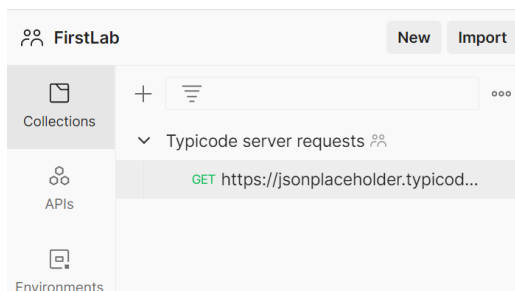 FirstLab
New
Import
Collections
Typicode server requests
GET https://jsonplaceholder.typicod...
APIs
Environments